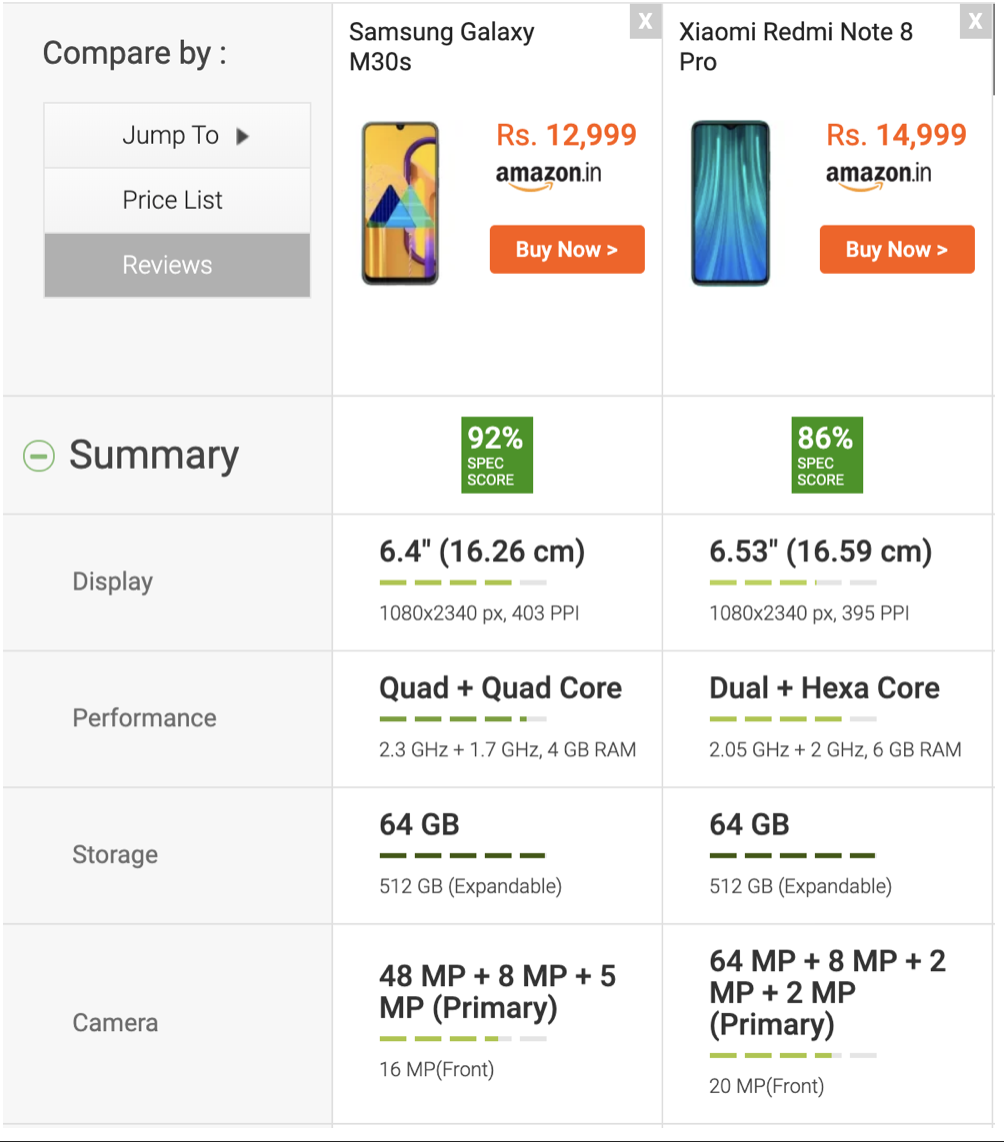 Compare by :
Jump To
Price List
Reviews
Samsung Galaxy
M30s
X
Rs. 12,999
amazon.in
Buy Now >
Xiaomi Redmi Note 8
Pro
X
Rs. 14,999
amazon.in
Buy Now >
Summary
92%
SPEC
SCORE
86%
SPEC
SCORE
Display
6.4" (16.26 cm)
1080x2340 px, 403 PPI
6.53" (16.59 cm)
1080x2340 px, 395 PPI
Performance
Quad + Quad Core
2.3 GHz + 1.7 GHz, 4 GB RAM
Dual + Hexa Core
2.05 GHz + 2 GHz, 6 GB RAM
Storage
64 GB
512 GB (Expandable)
64 GB
512 GB (Expandable)
Camera
48 MP + 8 MP + 5
MP (Primary)
16 MP(Front)
64 MP + 8 MP + 2
MP + 2 MP
(Primary)
20 MP(Front)